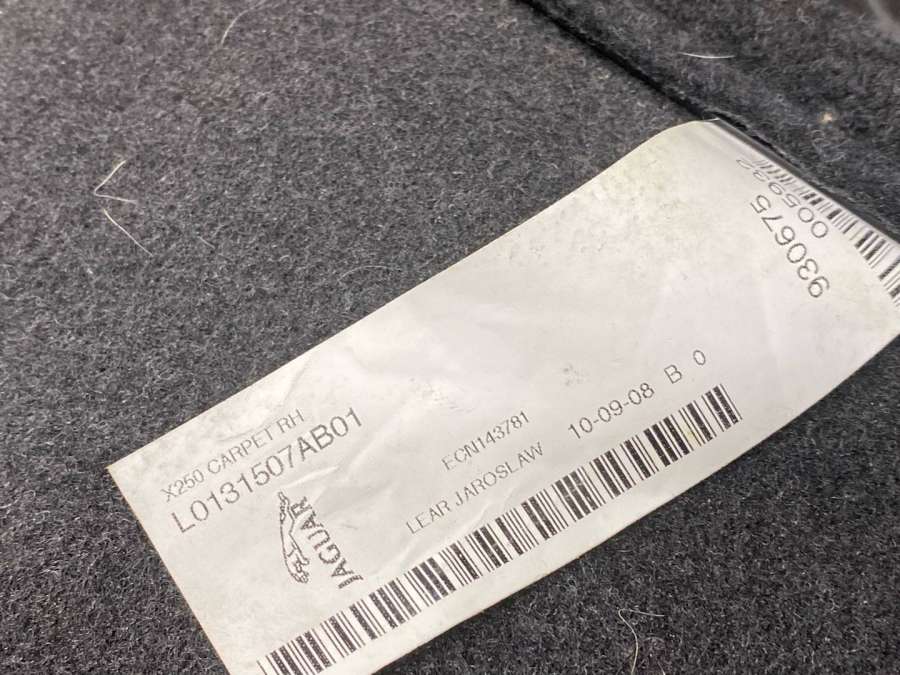 X250 CARPET RH
L0131507AB01
JAGUAR
ECN143781
LEAR JAROSLAW
10-09-08 B 0
930675
005932